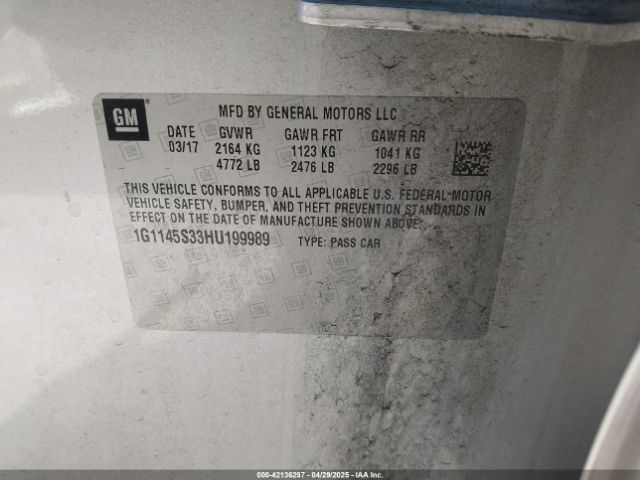 GM
MFD BY GENERAL MOTORS LLC
DATE GVWR GAWR FRT GAWR RR
03/17 2164 KG 1123 KG 1041 KG
4772 LB 2476 LB 2296 LB
THIS VEHICLE CONFORMS TO ALL APPLICABLE U.S. FEDERAL MOTOR
VEHICLE SAFETY, BUMPER, AND THEFT PREVENTION STANDARDS IN
EFFECT ON THE DATE OF MANUFACTURE SHOWN ABOVE.
1G1145S33HU199989 TYPE: PASS CAR
000-42136297 - 04/29/2025 - IAAI.COM